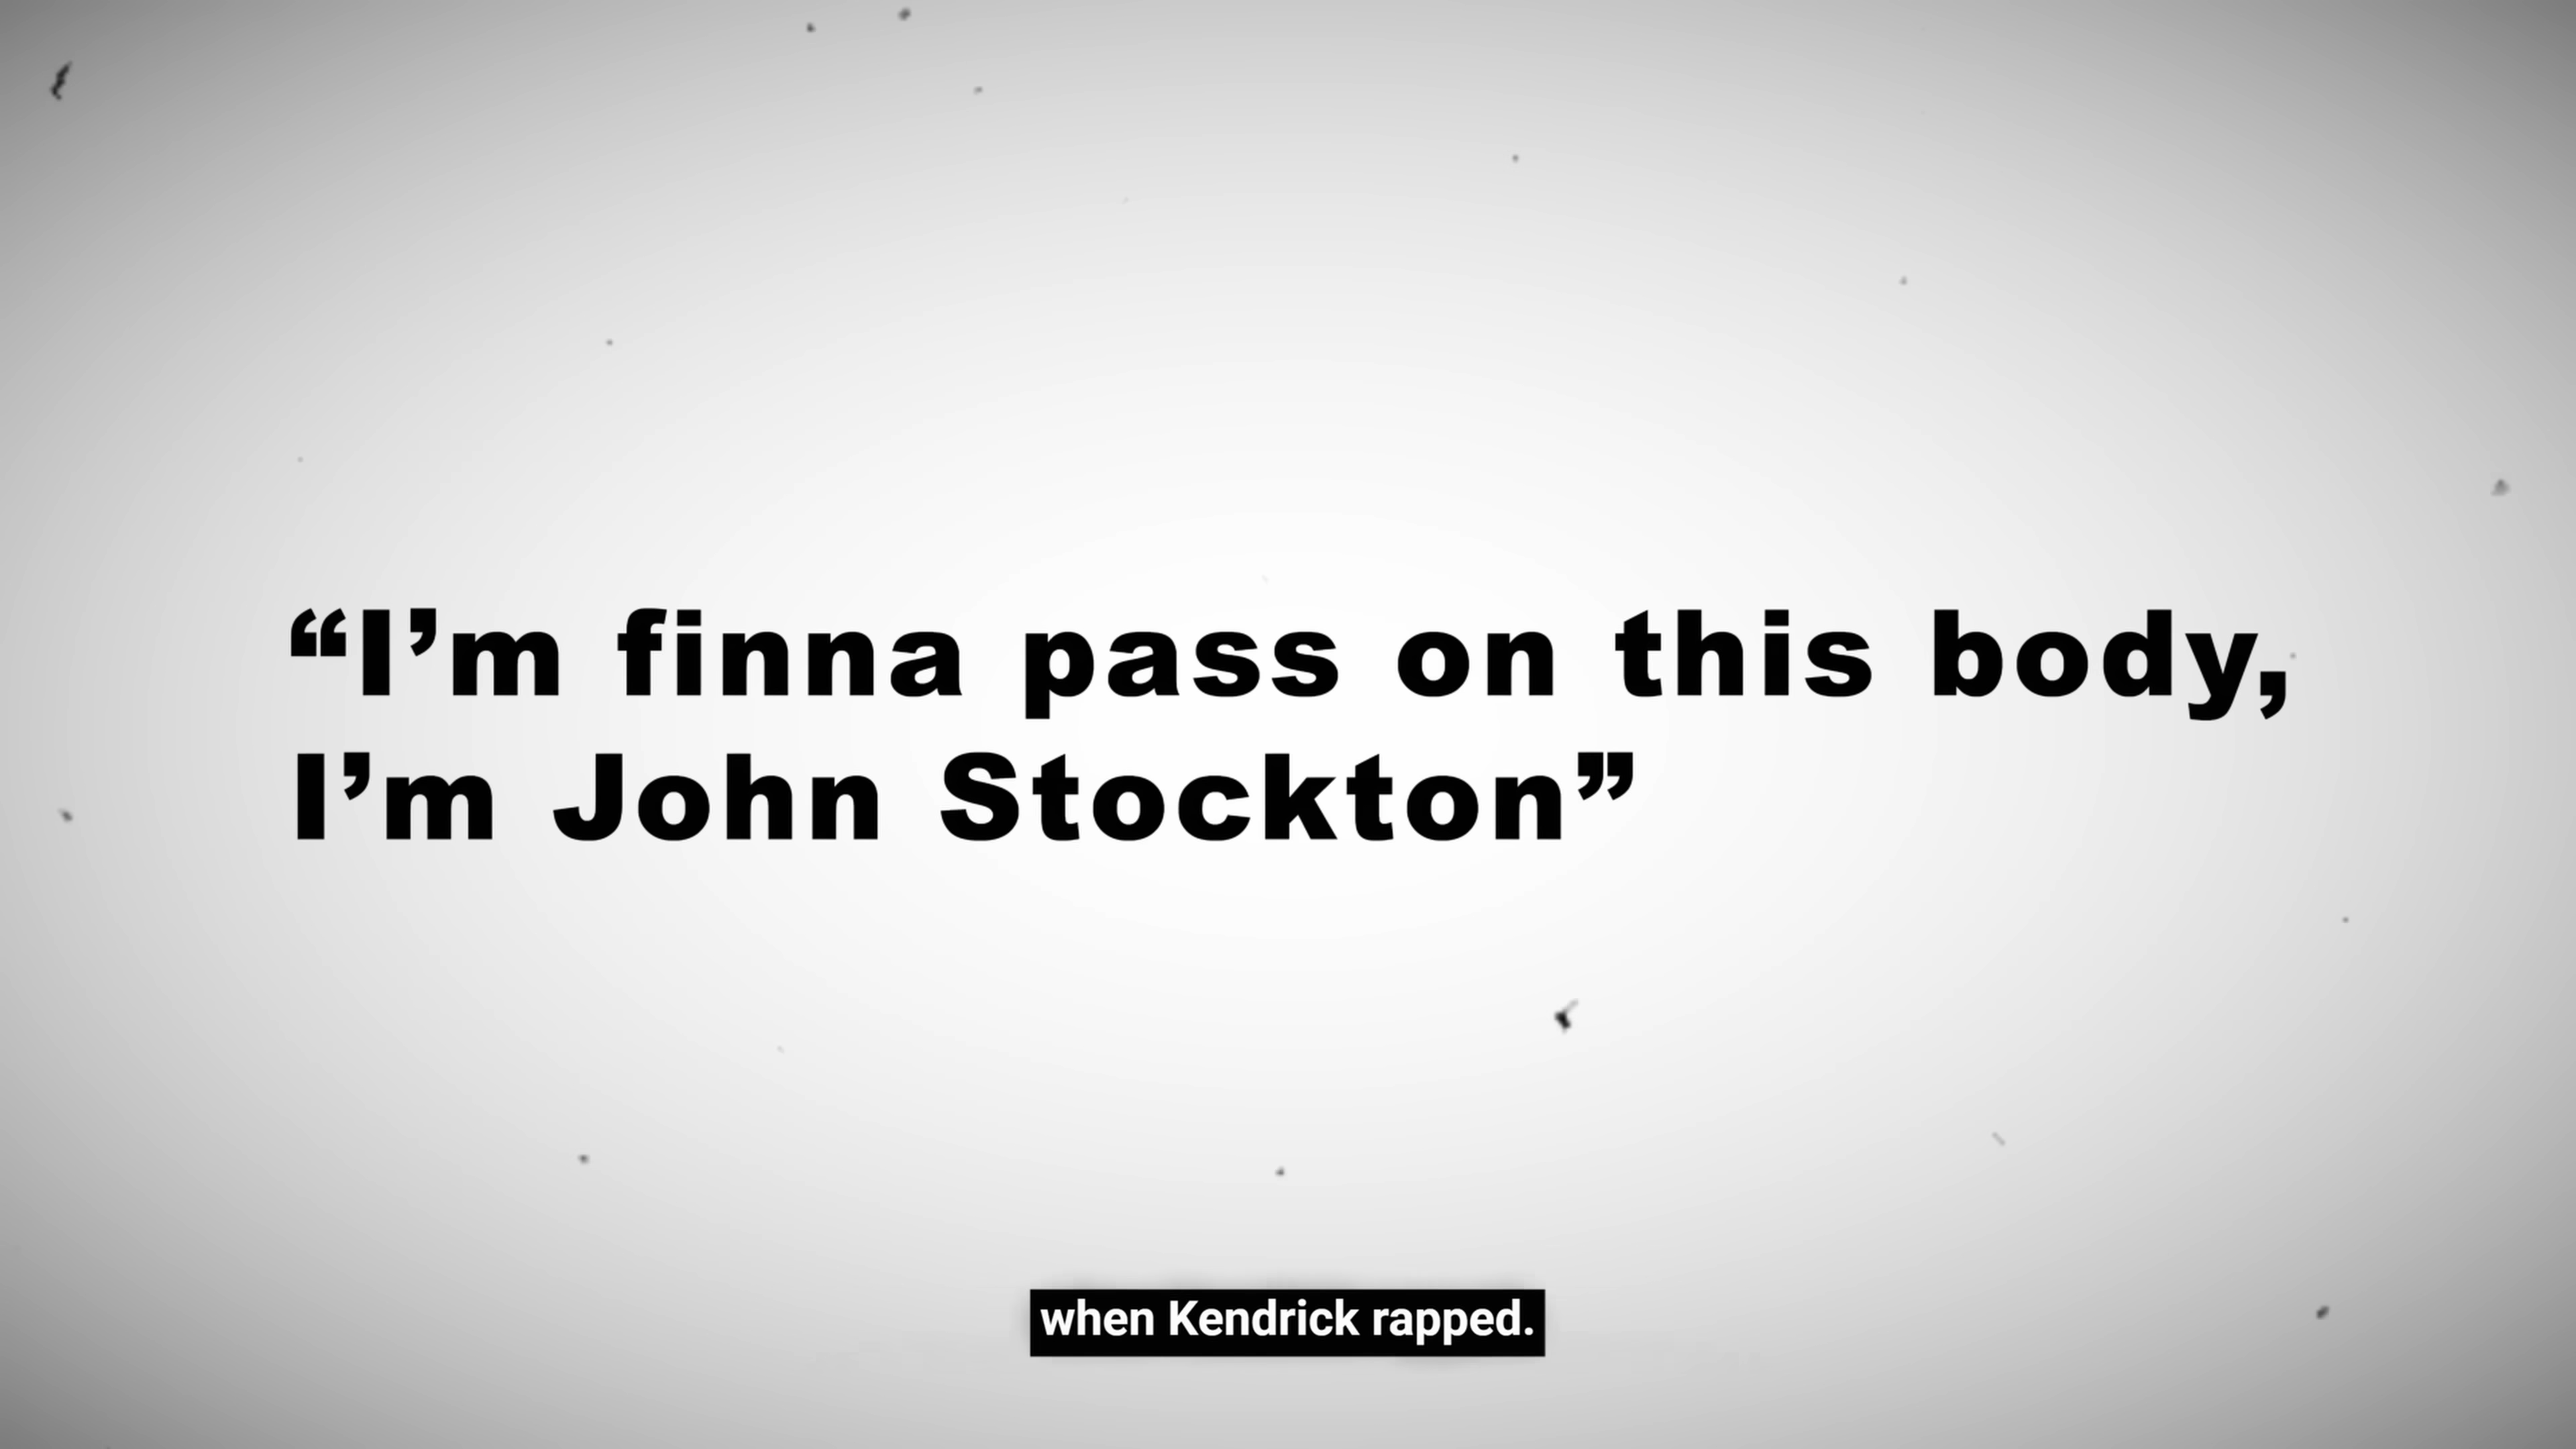 “I’m finna pass on this body,
I’m John Stockton”
when Kendrick rapped.